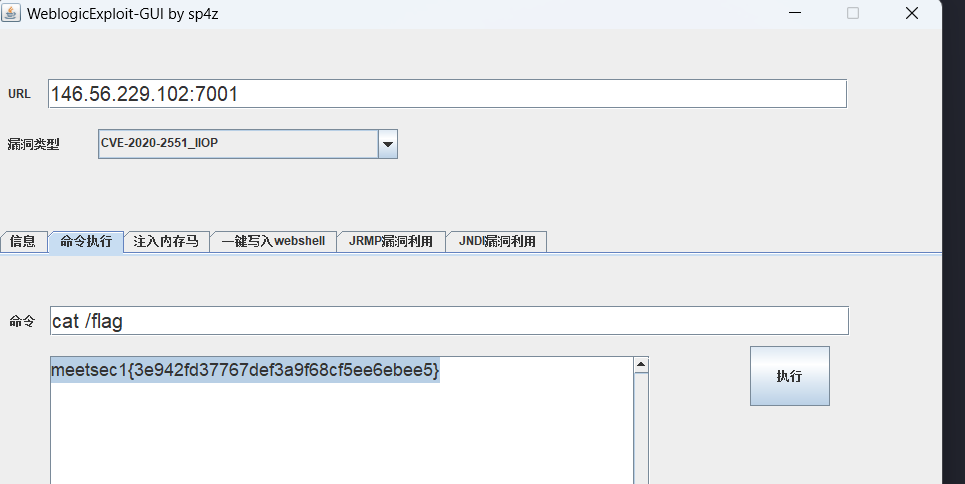 WeblogicExploit-GUI by sp4z
URL 146.56.229.102:7001
漏洞类型 CVE-2020-2551_IIOP
信息 命令执行 注入内存马 一键写入webshell JRMP漏洞利用 JNDI漏洞利用
命令 cat /flag
meetsec1{3e942fd37767def3a9f68cf5ee6ebee5}
执行